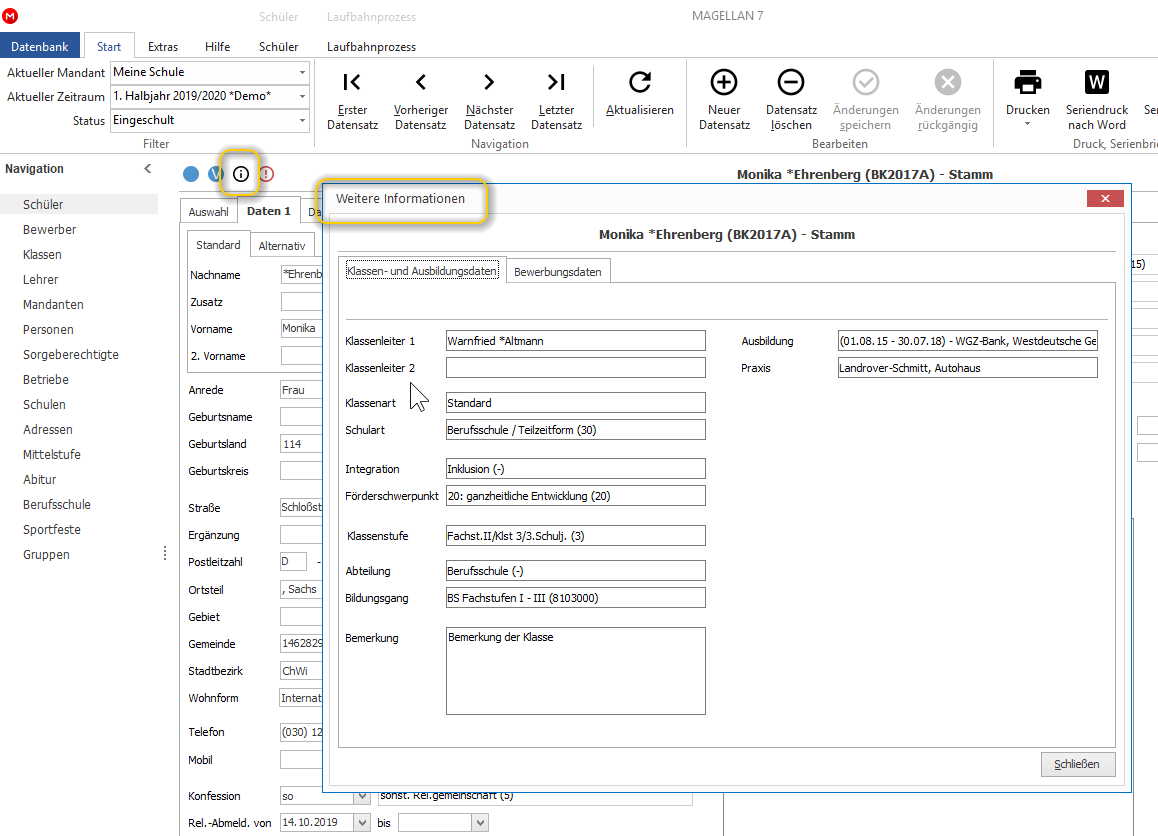 M
Schüler Laufbahnprozess MAGELLAN 7
Datenbank Start Extras Hilfe Schüler Laufbahnprozess
Aktueller Mandant Meine Schule
Aktueller Zeitraum 1. Halbjahr 2019/2020 *Demo*
Status Eingeschult
Filter
Erster Datensatz
Vorheriger Datensatz
Nächster Datensatz
Letzter Datensatz
Aktualisieren
Navigation
Neuer Datensatz
Datensatz löschen
Änderungen speichern
Änderungen rückgängig
Bearbeiten
Drucken
W
Seriendruck nach Word
Druck, Serienbri
Navigation
Schüler
Bewerber
Klassen
Lehrer
Mandanten
Personen
Sorgeberechtigte
Betriebe
Schulen
Adressen
Mittelstufe
Abitur
Berufsschule
Sportfeste
Gruppen
V
Monika *Ehrenberg (BK2017A) - Stamm
Auswahl Daten 1 Da
Standard Alternativ
Nachname *Ehrenb
Zusatz
Vorname Monika
2. Vorname
Anrede Frau
Geburtsname
Geburtsland 114
Geburtskreis
Straße Schloßst
Ergänzung
Postleitzahl D -
Ortsteil , Sachs
Gebiet
Gemeinde 1462829
Stadtbezirk ChWi
Wohnform Internat
Telefon (030) 12
Mobil
Konfession so sonst. Rel.gemeinschaft (5)
Rel.-Abmeld. von 14.10.2019 bis
15)
Weitere Informationen
Monika *Ehrenberg (BK2017A) - Stamm
Klassen- und Ausbildungsdaten Bewerbungsdaten
Klassenleiter 1 Warnfried *Altmann
Klassenleiter 2
Klassenart Standard
Schulart Berufsschule / Teilzeitform (30)
Integration Inklusion (-)
Förderschwerpunkt 20: ganzheitliche Entwicklung (20)
Klassenstufe Fachst.II/Klst 3/3.Schulj. (3)
Abteilung Berufsschule (-)
Bildungsgang BS Fachstufen I - III (8103000)
Bemerkung Bemerkung der Klasse
Ausbildung (01.08.15 - 30.07.18) - WGZ-Bank, Westdeutsche Ge
Praxis Landrover-Schmitt, Autohaus
Schließen